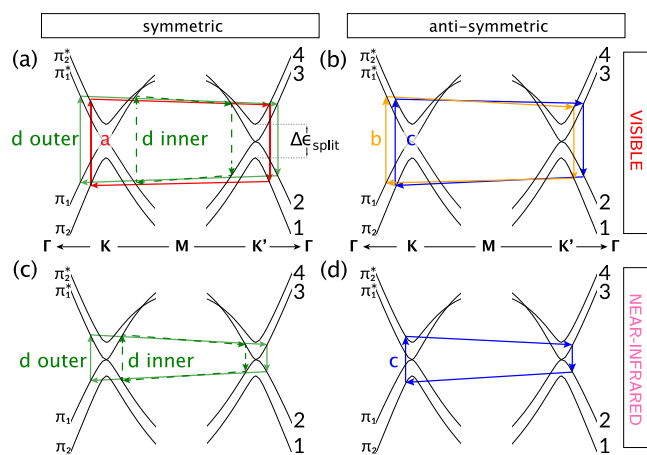 symmetric
anti-symmetric
(a)
π₂*
π₁*
4
3
d outer
a
d inner
Δϵsplit
π₁
π₂
2
1
Γ ← K — M — K' → Γ
(b)
π₂*
π₁*
4
3
b
c
π₁
π₂
2
1
Γ ← K — M — K' → Γ
VISIBLE
(c)
π₂*
π₁*
4
3
d outer
d inner
π₁
π₂
2
1
(d)
π₂*
π₁*
4
3
c
π₁
π₂
2
1
NEAR-INFRARED